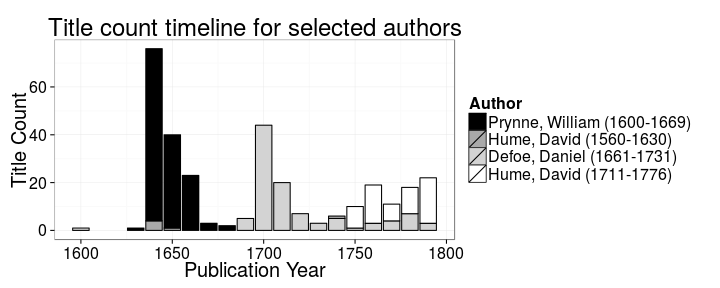 Title count timeline for selected authors
Title Count
60
40
20
0
1600
1650
1700
1750
1800
Publication Year
Author
Prynne, William (1600-1669)
Hume, David (1560-1630)
Defoe, Daniel (1661-1731)
Hume, David (1711-1776)